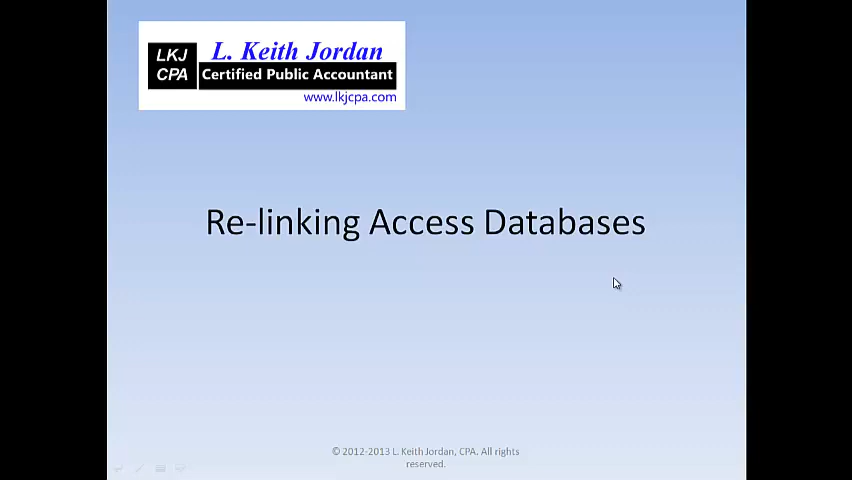 LKJ
CPA
L. Keith Jordan
Certified Public Accountant
www.lkjcpa.com
Re-linking Access Databases
© 2012-2013 L. Keith Jordan, CPA. All rights
reserved.